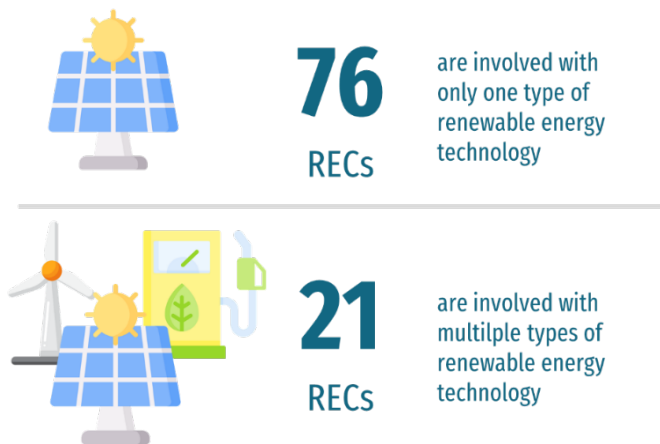 76
RECs
are involved with
only one type of
renewable energy
technology
21
RECs
are involved with
multilple types of
renewable energy
technology